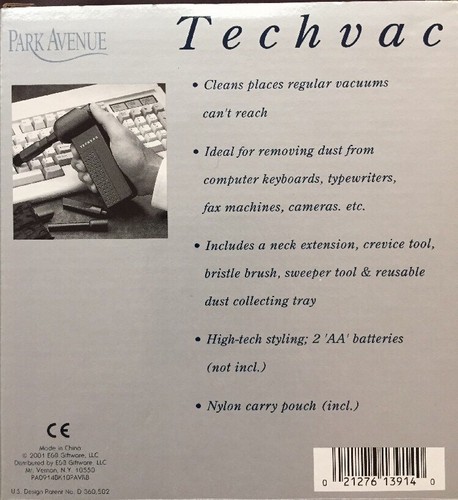 PARK AVENUE
Techvac
• Cleans places regular vacuums
can't reach
• Ideal for removing dust from
computer keyboards, typewriters,
fax machines, cameras. etc.
• Includes a neck extension, crevice tool,
bristle brush, sweeper tool & reusable
dust collecting tray
• High-tech styling; 2 'AA' batteries
(not incl.)
• Nylon carry pouch (incl.)
CE
Made in China
© 2001 EGB Giftware, LLC
Distributed by EGB Giftware, LLC
Mt. Vernon, N.Y. 10550
U.S. Design Patent No. D 360,502
0 21276 13914 0